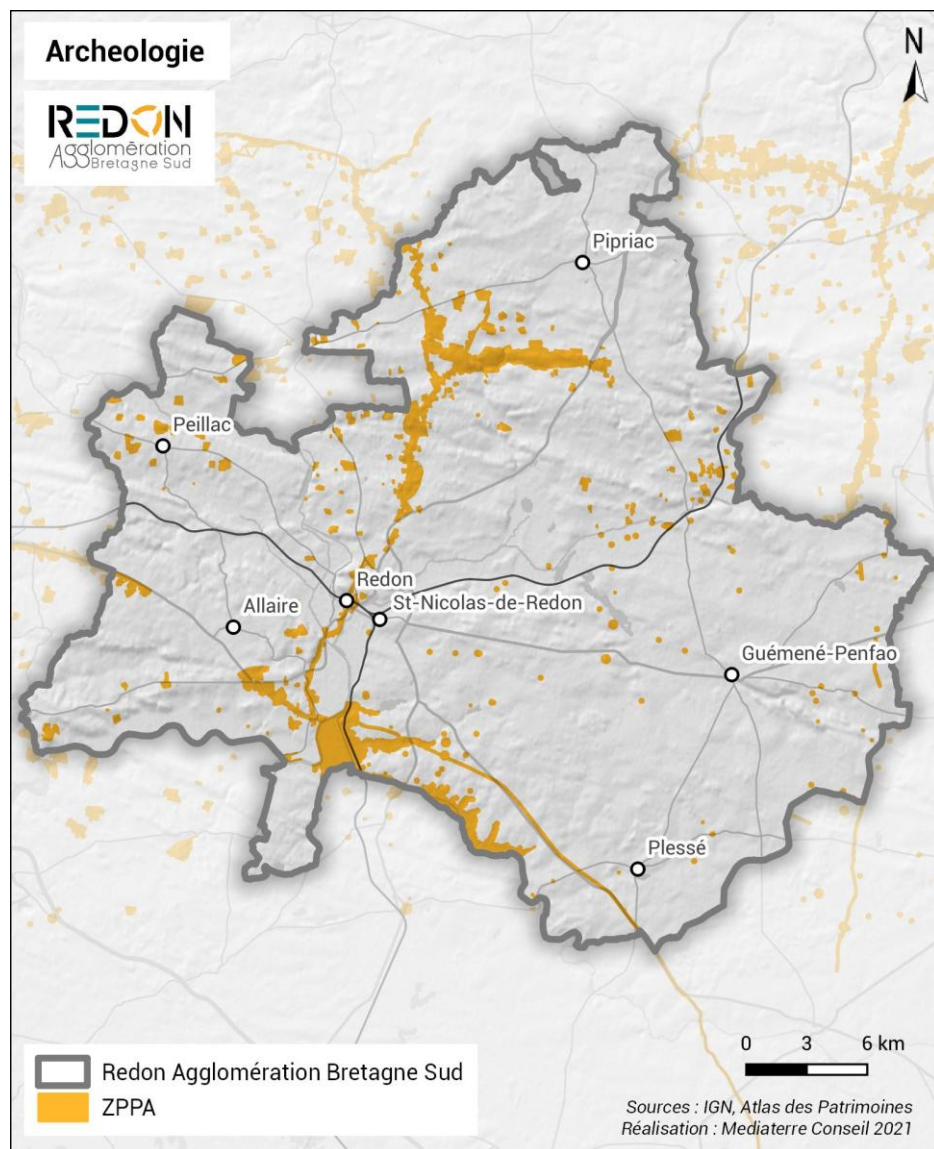 Archeologie
REDON
Agglomération
Bretagne Sud
N
Pipriac
Peillac
Redon
St-Nicolas-de-Redon
Allaire
Guémené-Penfao
Plessé
0 3 6 km
Redon Agglomération Bretagne Sud
ZPPA
Sources : IGN, Atlas des Patrimoines
Réalisation : Mediaterre Conseil 2021